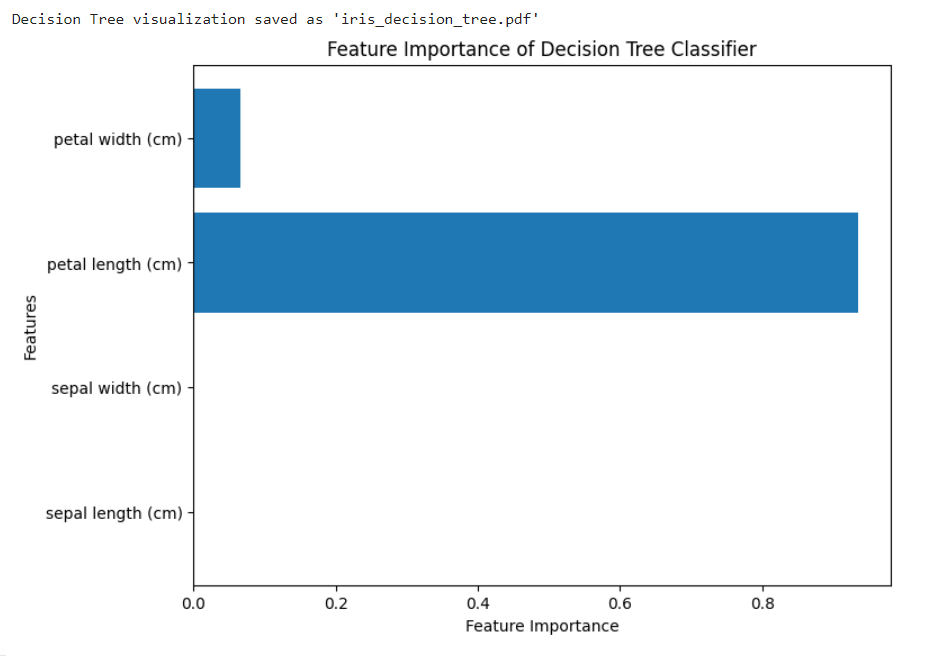 Decision Tree visualization saved as 'iris_decision_tree.pdf'
Feature Importance of Decision Tree Classifier
petal width (cm)
petal length (cm)
Features
sepal width (cm)
sepal length (cm)
0.0 0.2 0.4 0.6 0.8
Feature Importance